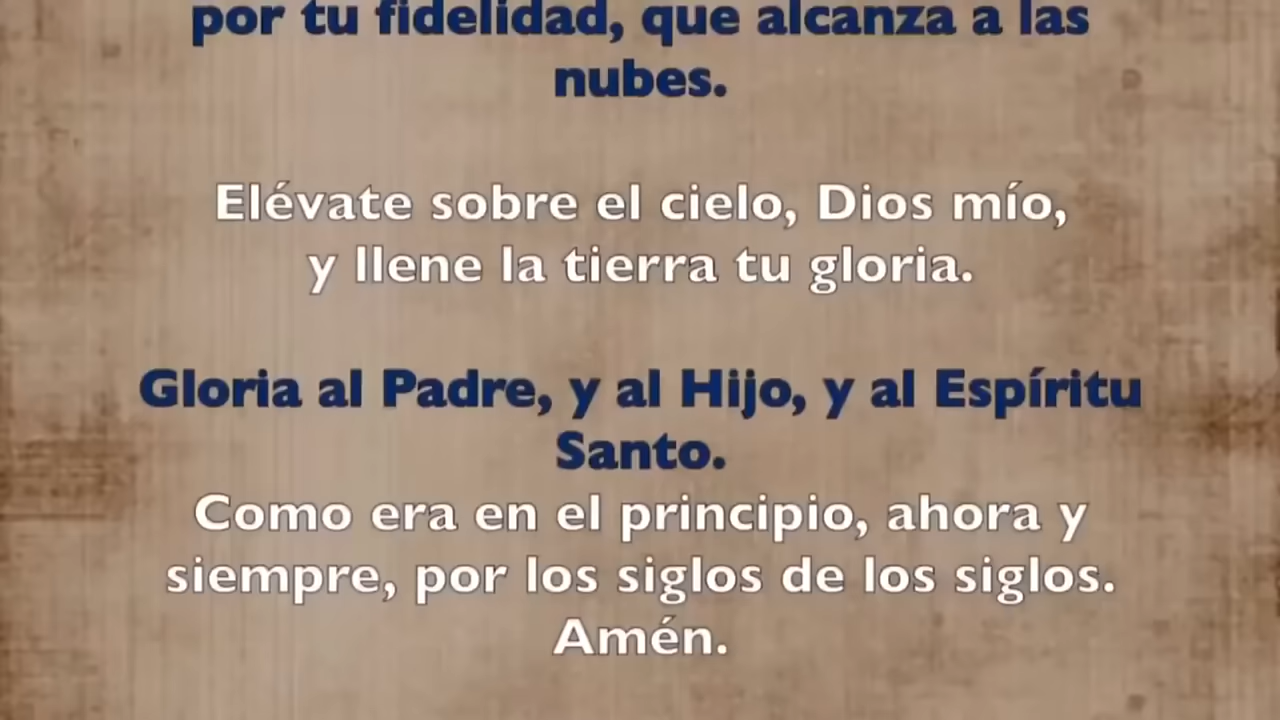 por tu fidelidad, que alcanza a las
nubes.
Elévate sobre el cielo, Dios mío,
y llene la tierra tu gloria.
Gloria al Padre, y al Hijo, y al Espíritu
Santo.
Como era en el principio, ahora y
siempre, por los siglos de los siglos.
Amén.